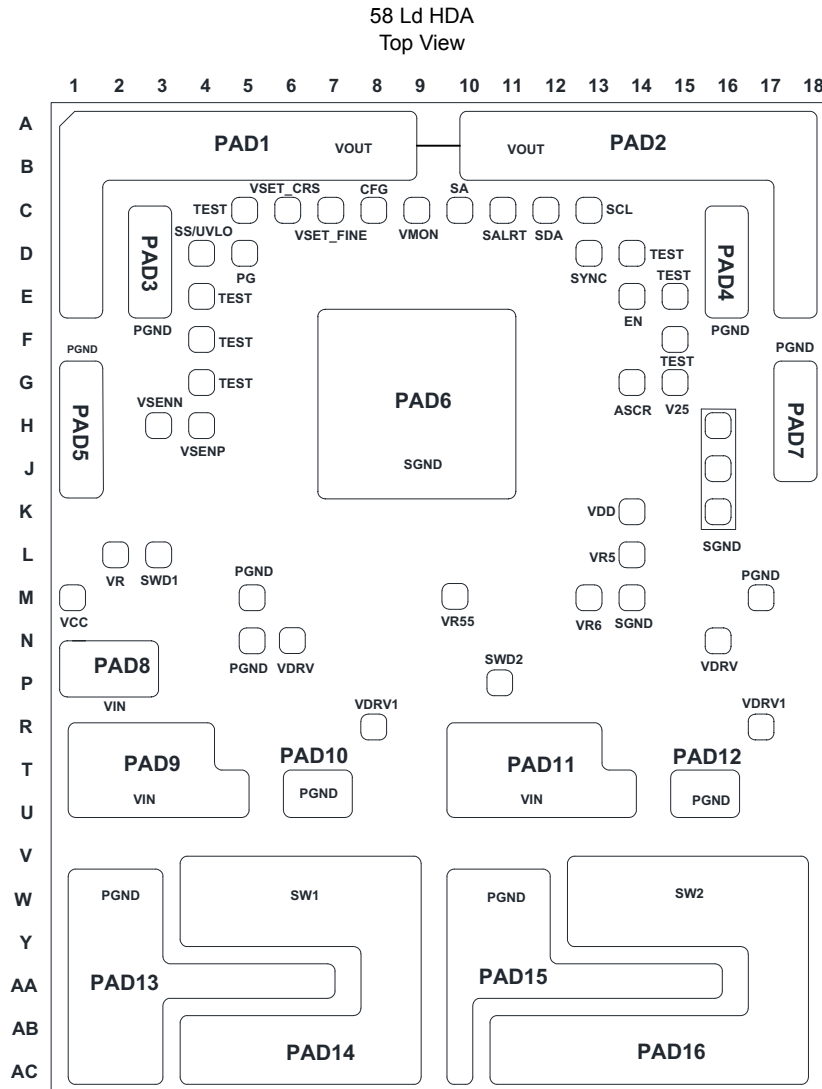 58 Ld HDA
Top View
1 2 3 4 5 6 7 8 9 10 11 12 13 14 15 16 17 18
A
PAD1 PAD2
VOUT VOUT
B
VSET_CRS CFG SA
C TEST SCL
SS/UVLO VSET_FINE VMON SALRT SDA
D PAD3 TEST PAD4
PG SYNC TEST
E TEST
PGND EN PGND
F TEST
PGND TEST PGND
G TEST
PAD5 VSENN PAD6 ASCR V25 PAD7
H
VSENP
J SGND
K VDD
SGND
L VR5
VR SWD1 PGND PGND
M
VCC VR55 VR6 SGND
N
PAD8 PGND VDRV SWD2 VDRV
P
VIN VDRV1 VDRV1
R
PAD10 PAD12
T PAD9 PAD11
VIN PGND VIN PGND
U
V
W PGND SW1 PGND SW2
Y
AA PAD13 PAD15
AB
PAD14 PAD16
AC